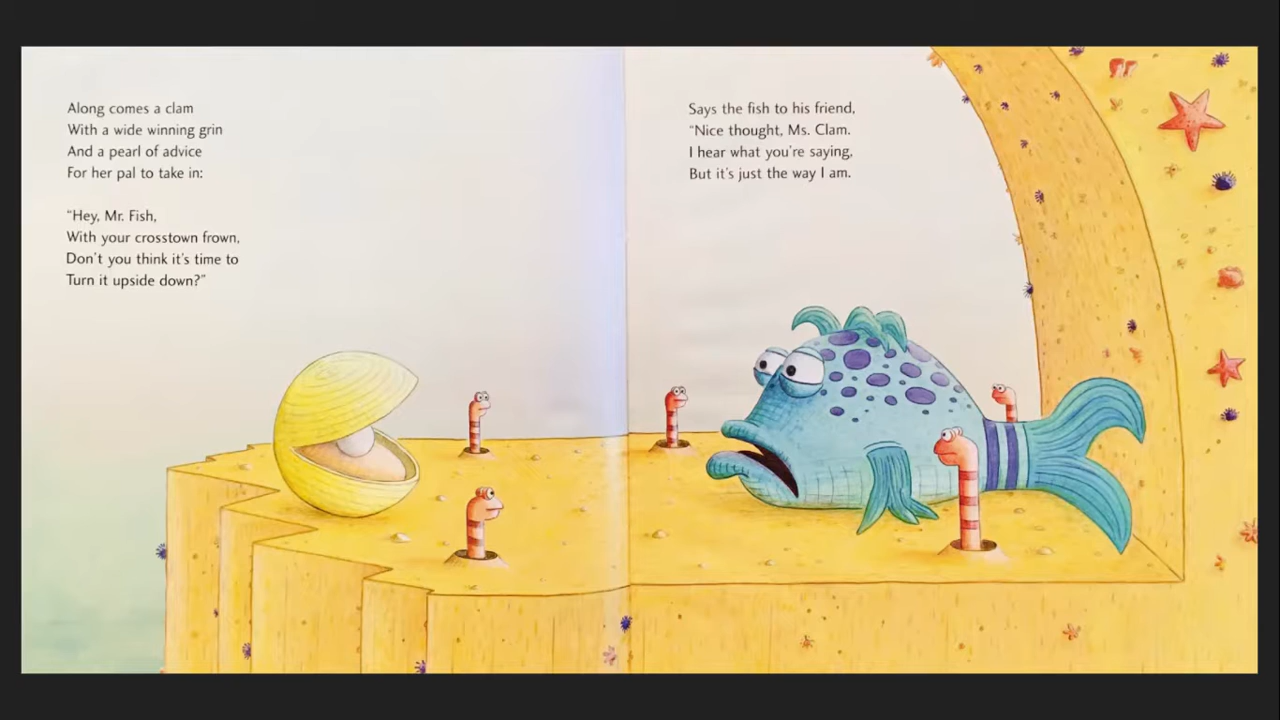 Along comes a clam
With a wide winning grin
And a pearl of advice
For her pal to take in:
"Hey, Mr. Fish,
With your crosstown frown,
Don't you think it's time to
Turn it upside down?"
Says the fish to his friend,
"Nice thought, Ms. Clam.
I hear what you're saying,
But it's just the way I am.